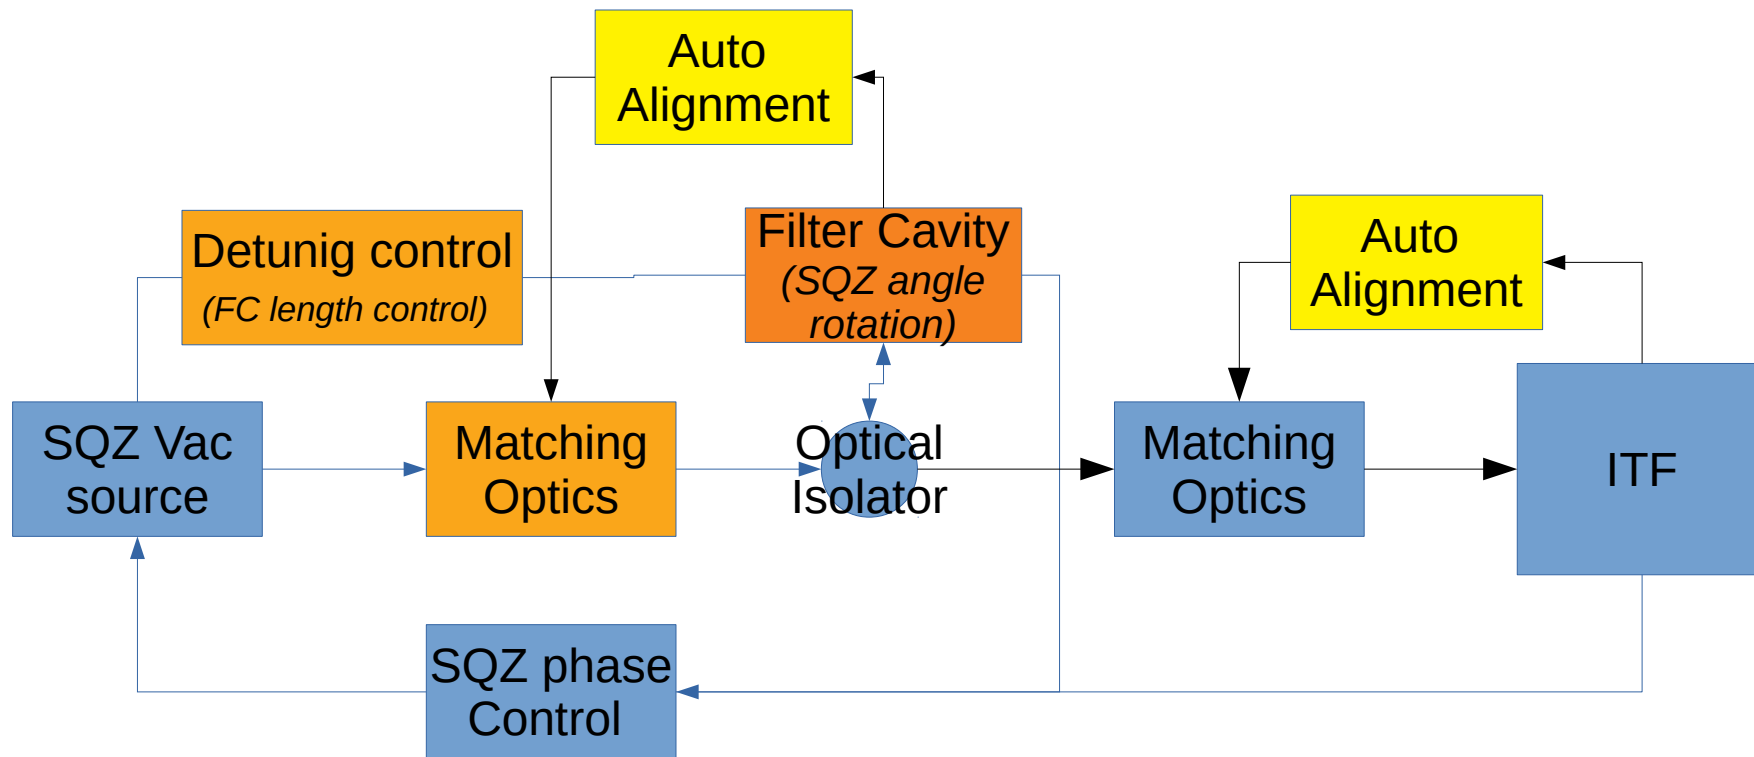 Auto
Alignment
Detunig control
(FC length control)
Filter Cavity
(SQZ angle
rotation)
Auto
Alignment
SQZ Vac
source
Matching
Optics
Optical
Isolator
Matching
Optics
ITF
SQZ phase
Control